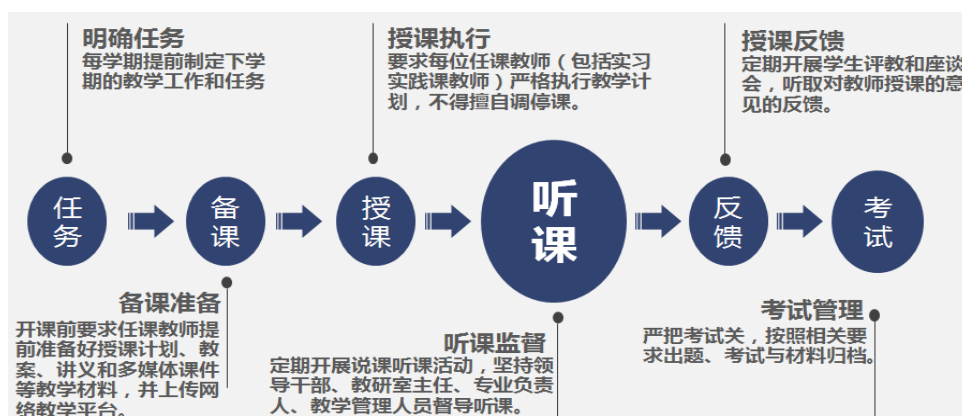 明确任务
每学期提前制定下学
期的教学工作和任务
授课执行
要求每位任课教师（包括实习
实践课教师）严格执行教学计
划，不得擅自调停课。
授课反馈
定期开展学生评教和座谈
会，听取对教师授课的意
见的反馈。
任务
备课
授课
听课
反馈
考试
备课准备
开课前要求任课教师提
前准备好授课计划、教
案、讲义和多媒体课件
等教学材料，并上传网
络教学平台。
听课监督
定期开展说课听课活动，坚持领
导干部、教研室主任、专业负责
人、教学管理人员督导听课。
考试管理
严把考试关，按照相关要
求出题、考试与材料归档。